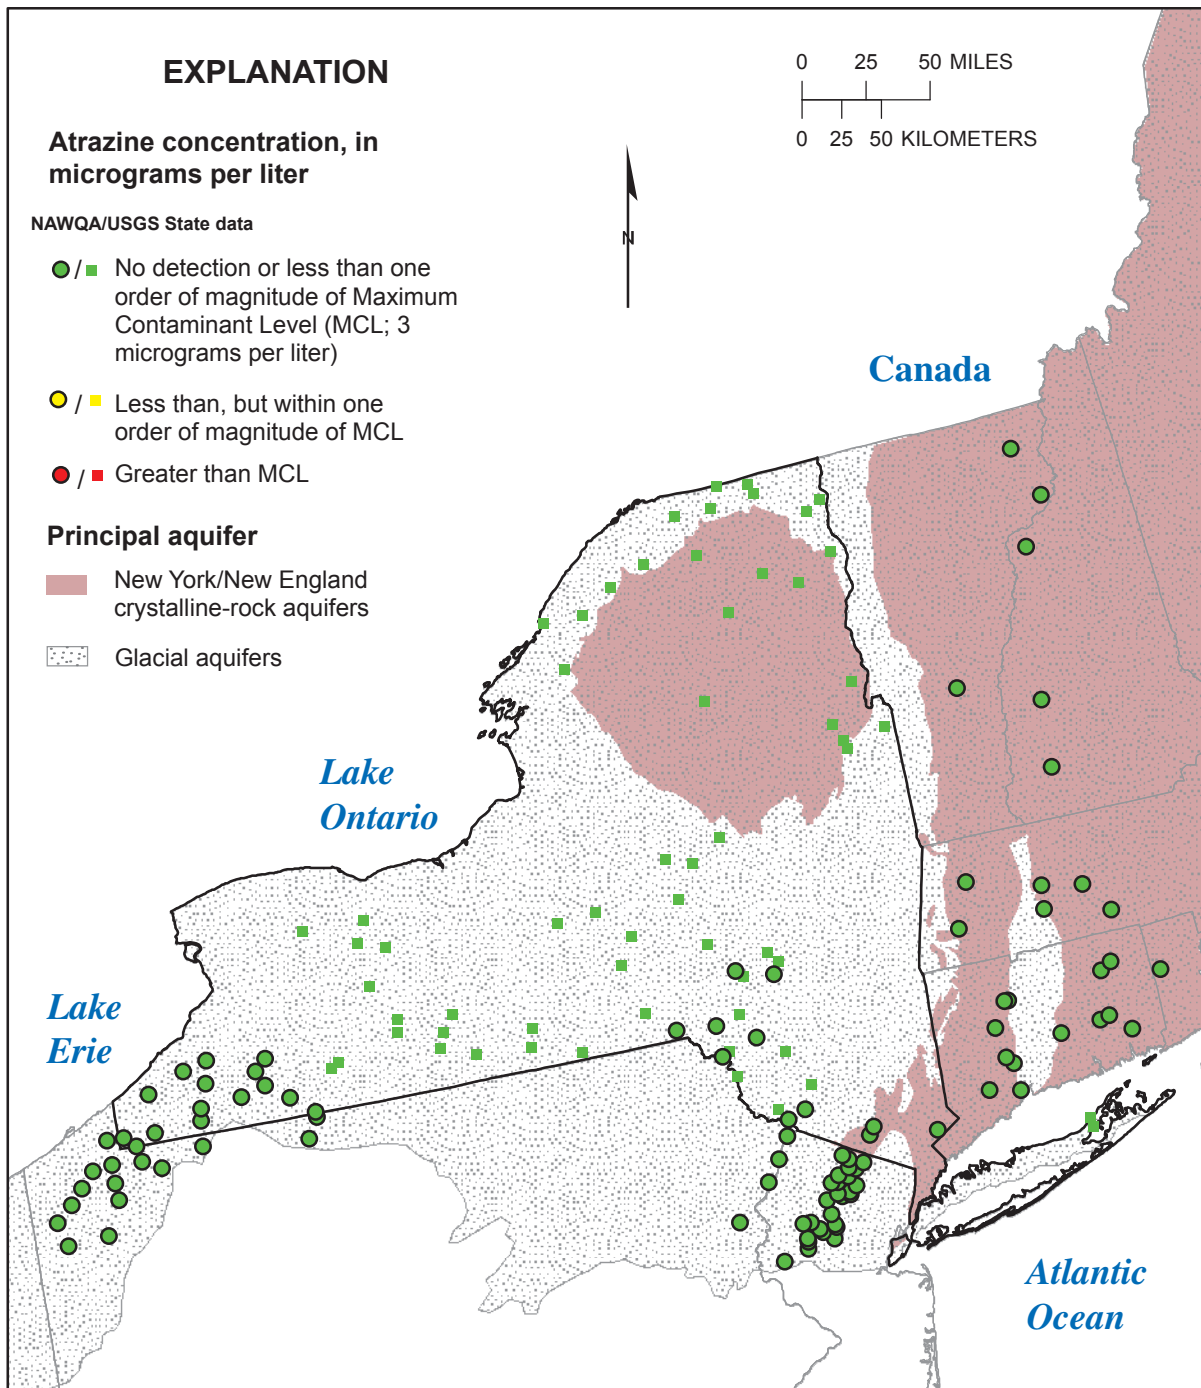 EXPLANATION
Atrazine concentration, in
micrograms per liter
NAWQA/USGS State data
/ No detection or less than one
order of magnitude of Maximum
Contaminant Level (MCL; 3
micrograms per liter)
/ Less than, but within one
order of magnitude of MCL
/ Greater than MCL
Principal aquifer
New York/New England
crystalline-rock aquifers
Glacial aquifers
0 25 50 MILES
0 25 50 KILOMETERS
N
Canada
Lake
Ontario
Lake
Erie
Atlantic
Ocean